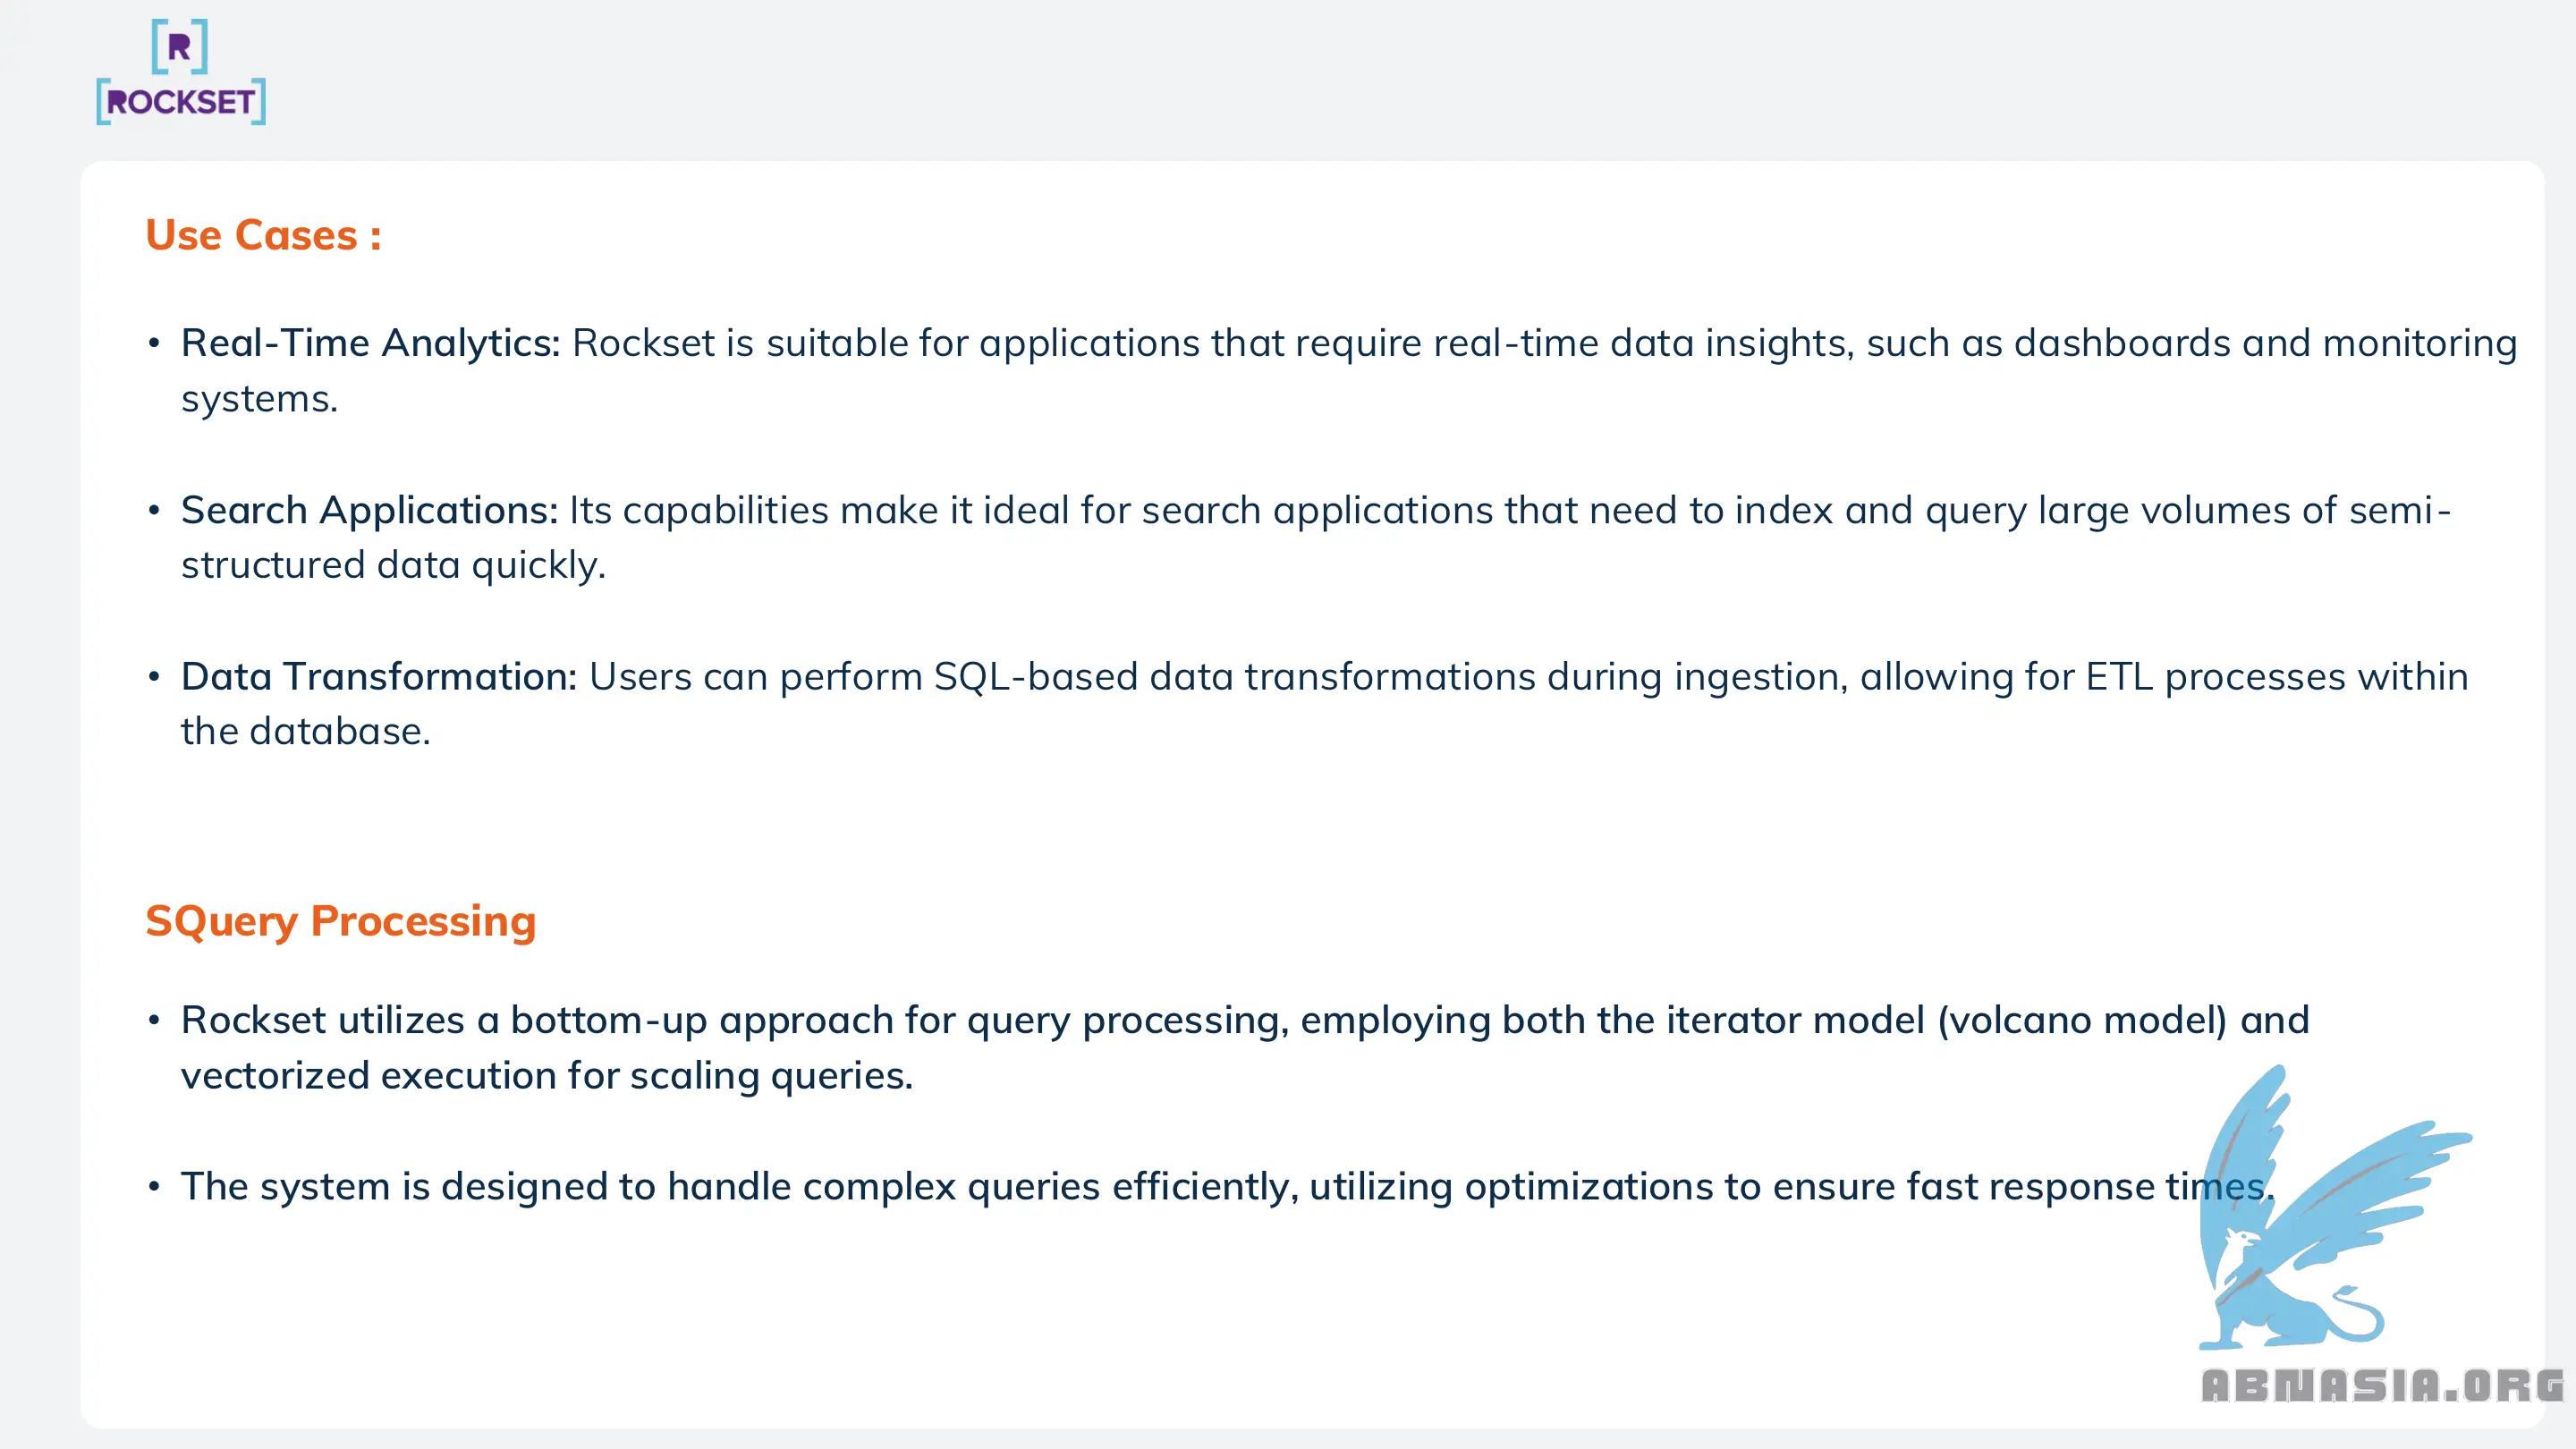 [R]
[ROCKSET]
Use Cases :
• Real-Time Analytics: Rockset is suitable for applications that require real-time data insights, such as dashboards and monitoring
systems.
• Search Applications: Its capabilities make it ideal for search applications that need to index and query large volumes of semi-
structured data quickly.
• Data Transformation: Users can perform SQL-based data transformations during ingestion, allowing for ETL processes within
the database.
SQuery Processing
• Rockset utilizes a bottom-up approach for query processing, employing both the iterator model (volcano model) and
vectorized execution for scaling queries.
• The system is designed to handle complex queries efficiently, utilizing optimizations to ensure fast response times.
ABNASIA.ORG